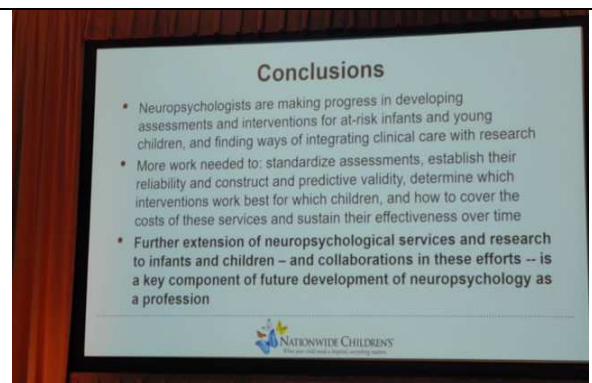 Conclusions
• Neuropsychologists are making progress in developing
assessments and interventions for at-risk infants and young
children, and finding ways of integrating clinical care with research
• More work needed to: standardize assessments, establish their
reliability and construct and predictive validity, determine which
interventions work best for which children, and how to cover the
costs of these services and sustain their effectiveness over time
• Further extension of neuropsychological services and research
to infants and children – and collaborations in these efforts -- is
a key component of future development of neuropsychology as
a profession
NATIONWIDE CHILDREN'S